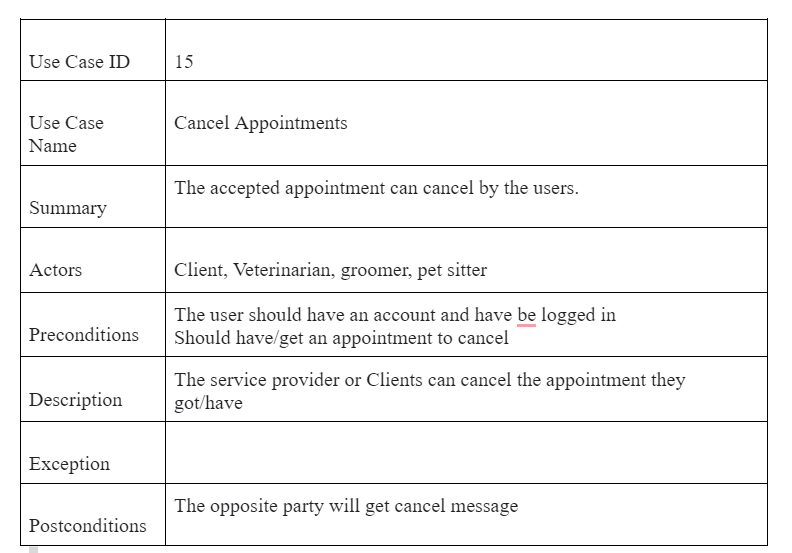 Use Case ID
15
Use Case
Name
Cancel Appointments
Summary
The accepted appointment can cancel by the users.
Actors
Client, Veterinarian, groomer, pet sitter
Preconditions
The user should have an account and have be logged in
Should have/get an appointment to cancel
Description
The service provider or Clients can cancel the appointment they
got/have
Exception
Postconditions
The opposite party will get cancel message